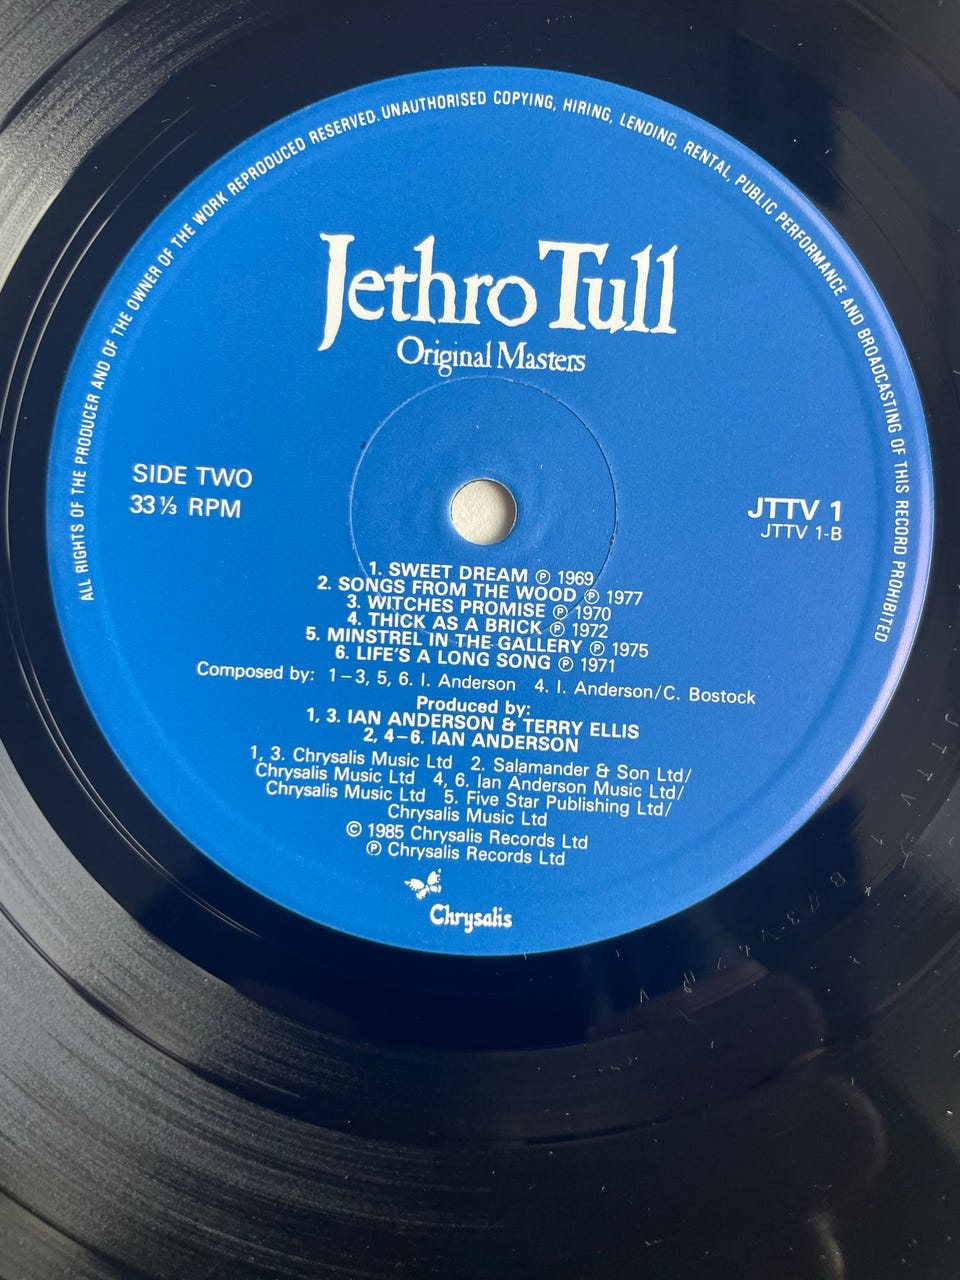 ALL RIGHTS OF THE PRODUCER AND OF THE OWNER OF THE WORK REPRODUCED RESERVED. UNAUTHORISED COPYING, HIRING, LENDING, RENTAL, PUBLIC PERFORMANCE AND BROADCASTING OF THIS RECORD PROHIBITED
Jethro Tull
Original Masters
SIDE TWO
33⅓ RPM
JTTV 1
JTTV 1-B
1. SWEET DREAM ℗ 1969
2. SONGS FROM THE WOOD ℗ 1977
3. WITCHES PROMISE ℗ 1970
4. THICK AS A BRICK ℗ 1972
5. MINSTREL IN THE GALLERY ℗ 1975
6. LIFE'S A LONG SONG ℗ 1971
Composed by: 1–3, 5, 6. I. Anderson 4. I. Anderson/C. Bostock
Produced by:
1, 3. IAN ANDERSON & TERRY ELLIS
2, 4–6. IAN ANDERSON
1, 3. Chrysalis Music Ltd 2. Salamander & Son Ltd/
Chrysalis Music Ltd 4, 6. Ian Anderson Music Ltd/
Chrysalis Music Ltd 5. Five Star Publishing Ltd/
Chrysalis Music Ltd
© 1985 Chrysalis Records Ltd
℗ Chrysalis Records Ltd
Chrysalis